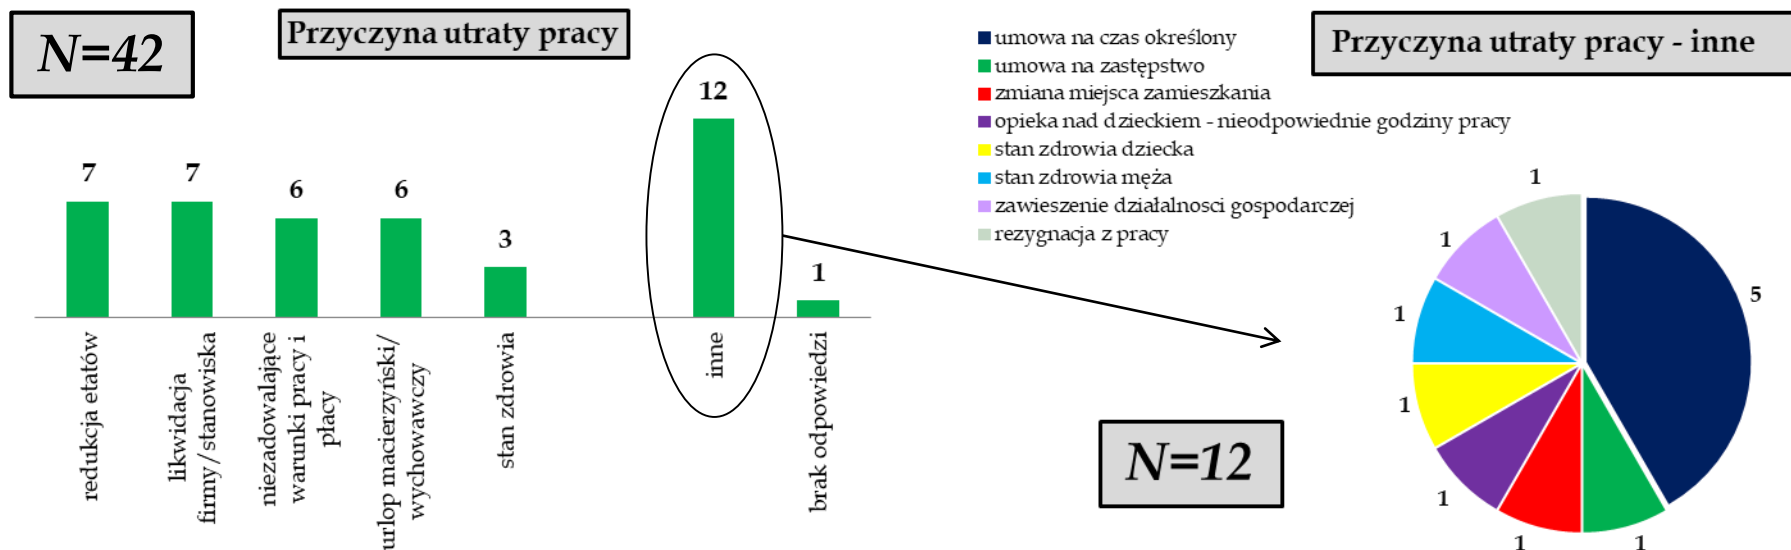 N=42
Przyczyna utraty pracy
7
7
6
6
3
12
1
redukcja etatów
likwidacja
firmy/stanowiska
niezadowalające
warunki pracy i
płacy
urlop macierzyński/
wychowawczy
stan zdrowia
inne
brak odpowiedzi
umowa na czas określony
umowa na zastępstwo
zmiana miejsca zamieszkania
opieka nad dzieckiem - nieodpowiednie godziny pracy
stan zdrowia dziecka
stan zdrowia męża
zawieszenie działalnosci gospodarczej
rezygnacja z pracy
Przyczyna utraty pracy - inne
5
1
1
1
1
1
1
1
N=12